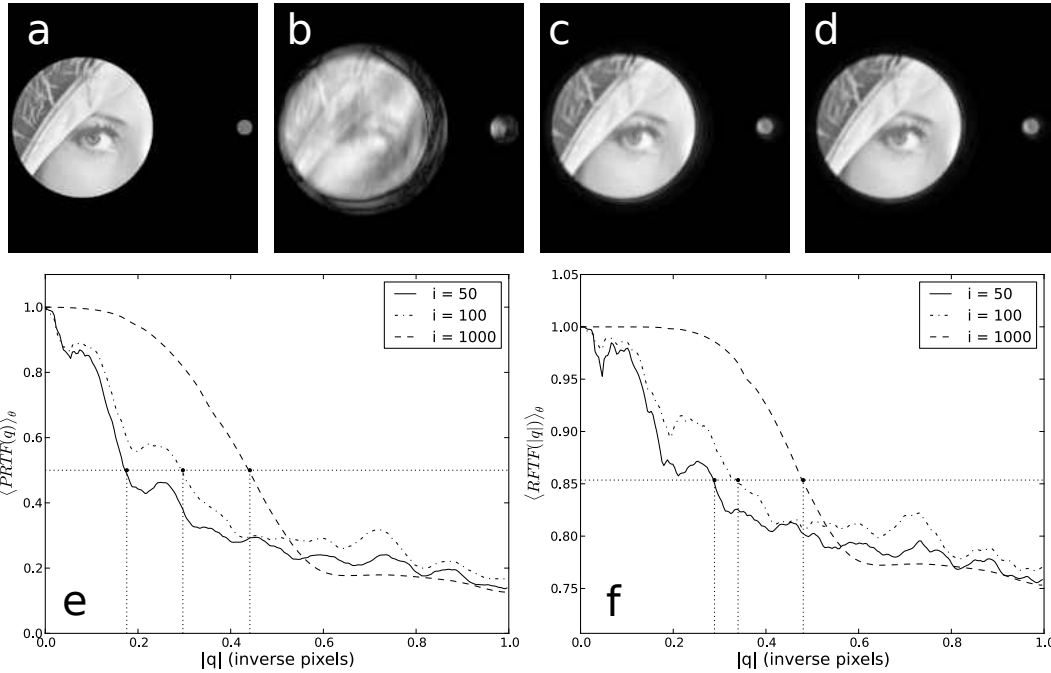 a
b
c
d
1.0
0.8
0.6
0.4
0.2
0.0
⟨PRTF(q)⟩θ
i = 50
i = 100
i = 1000
e
0.0 0.2 0.4 0.6 0.8 1.0
|q| (inverse pixels)
1.05
1.00
0.95
0.90
0.85
0.80
0.75
⟨RFTF(|q|)⟩θ
i = 50
i = 100
i = 1000
f
0.0 0.2 0.4 0.6 0.8 1.0
|q| (inverse pixels)